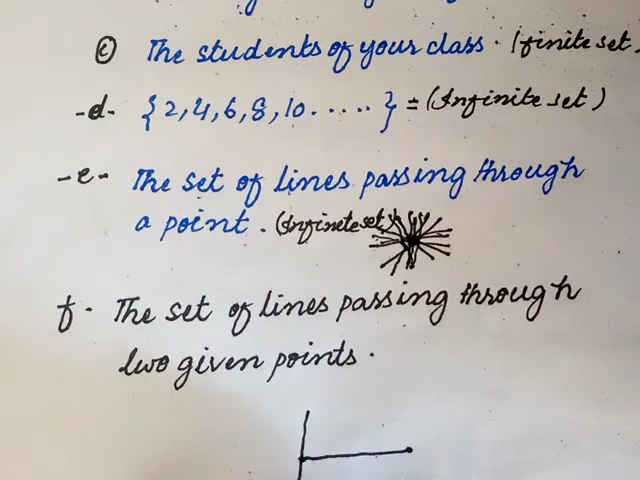 © The students of your class. (finite set.
-d- {2,4,6,8,10.....} = (Infinite set)
-e- The set of lines passing through
a point. (Infinite set)
f. The set of lines passing through
two given points.